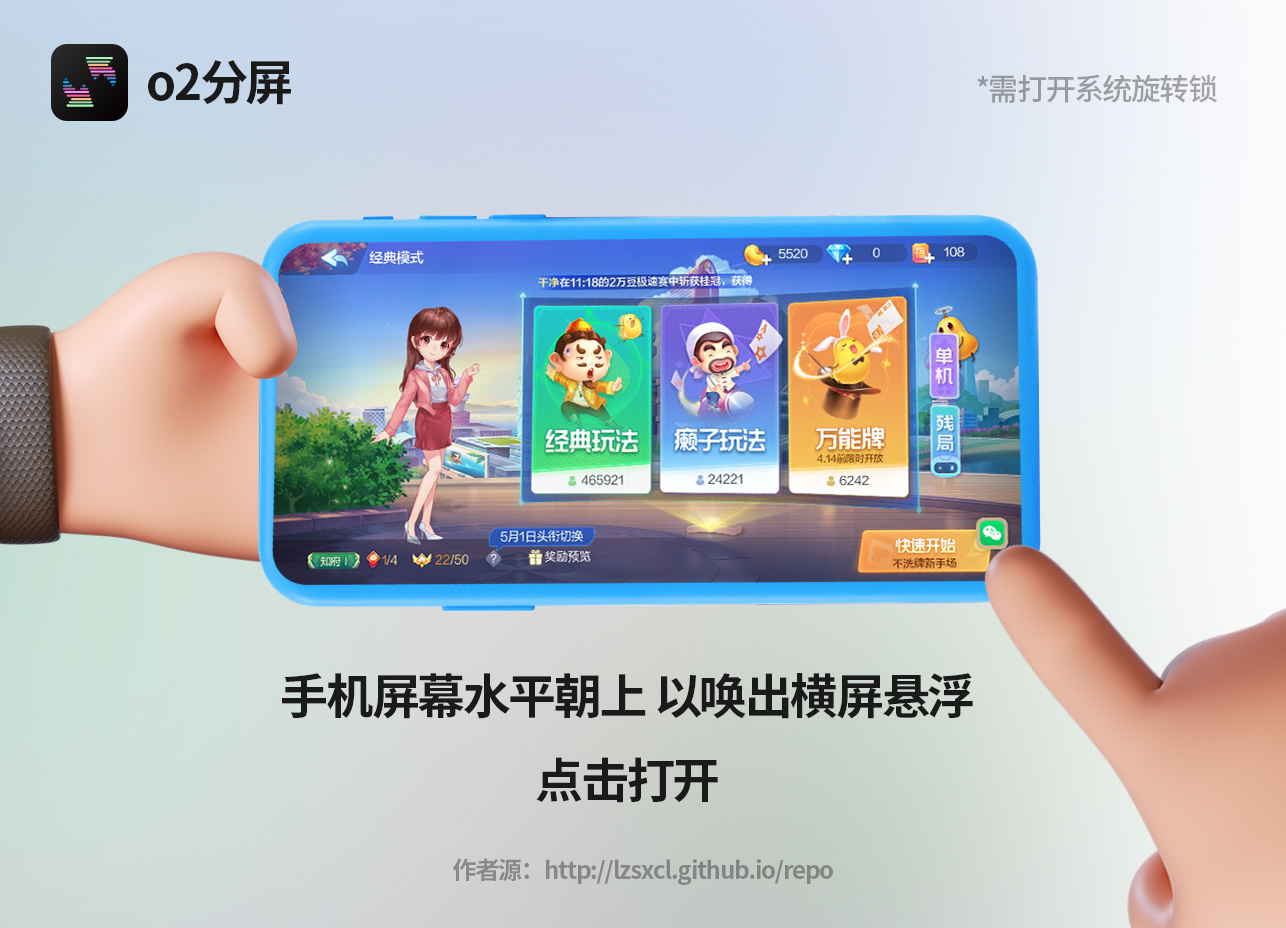 o2分屏
*需打开系统旋转锁
经典模式
5520
0
108
干净在11:18的2万豆极速赛中斩获桂冠，获得
经典玩法
465921
癞子玩法
24221
万能牌
4.14前限时开放
6242
单机
残局
5月1日头衔切换
知府 I
1/4
22/50
?
奖励预览
快速开始
不洗牌新手场
手机屏幕水平朝上 以唤出横屏悬浮
点击打开
作者源：http://lzsxcl.github.io/repo